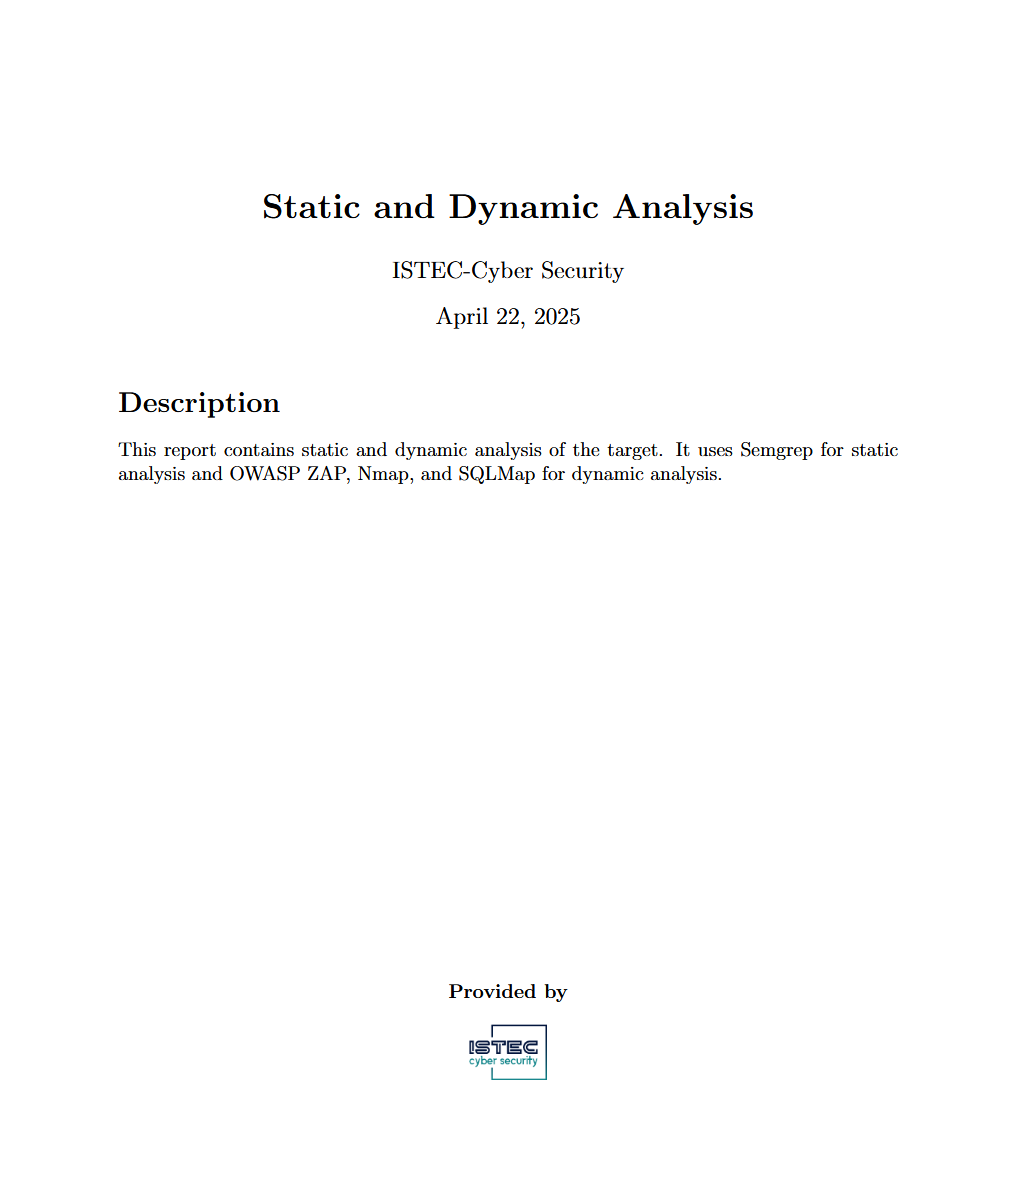 Static and Dynamic Analysis
ISTEC-Cyber Security
April 22, 2025
Description
This report contains static and dynamic analysis of the target. It uses Semgrep for static
analysis and OWASP ZAP, Nmap, and SQLMap for dynamic analysis.
Provided by
ISTEC
cyber security